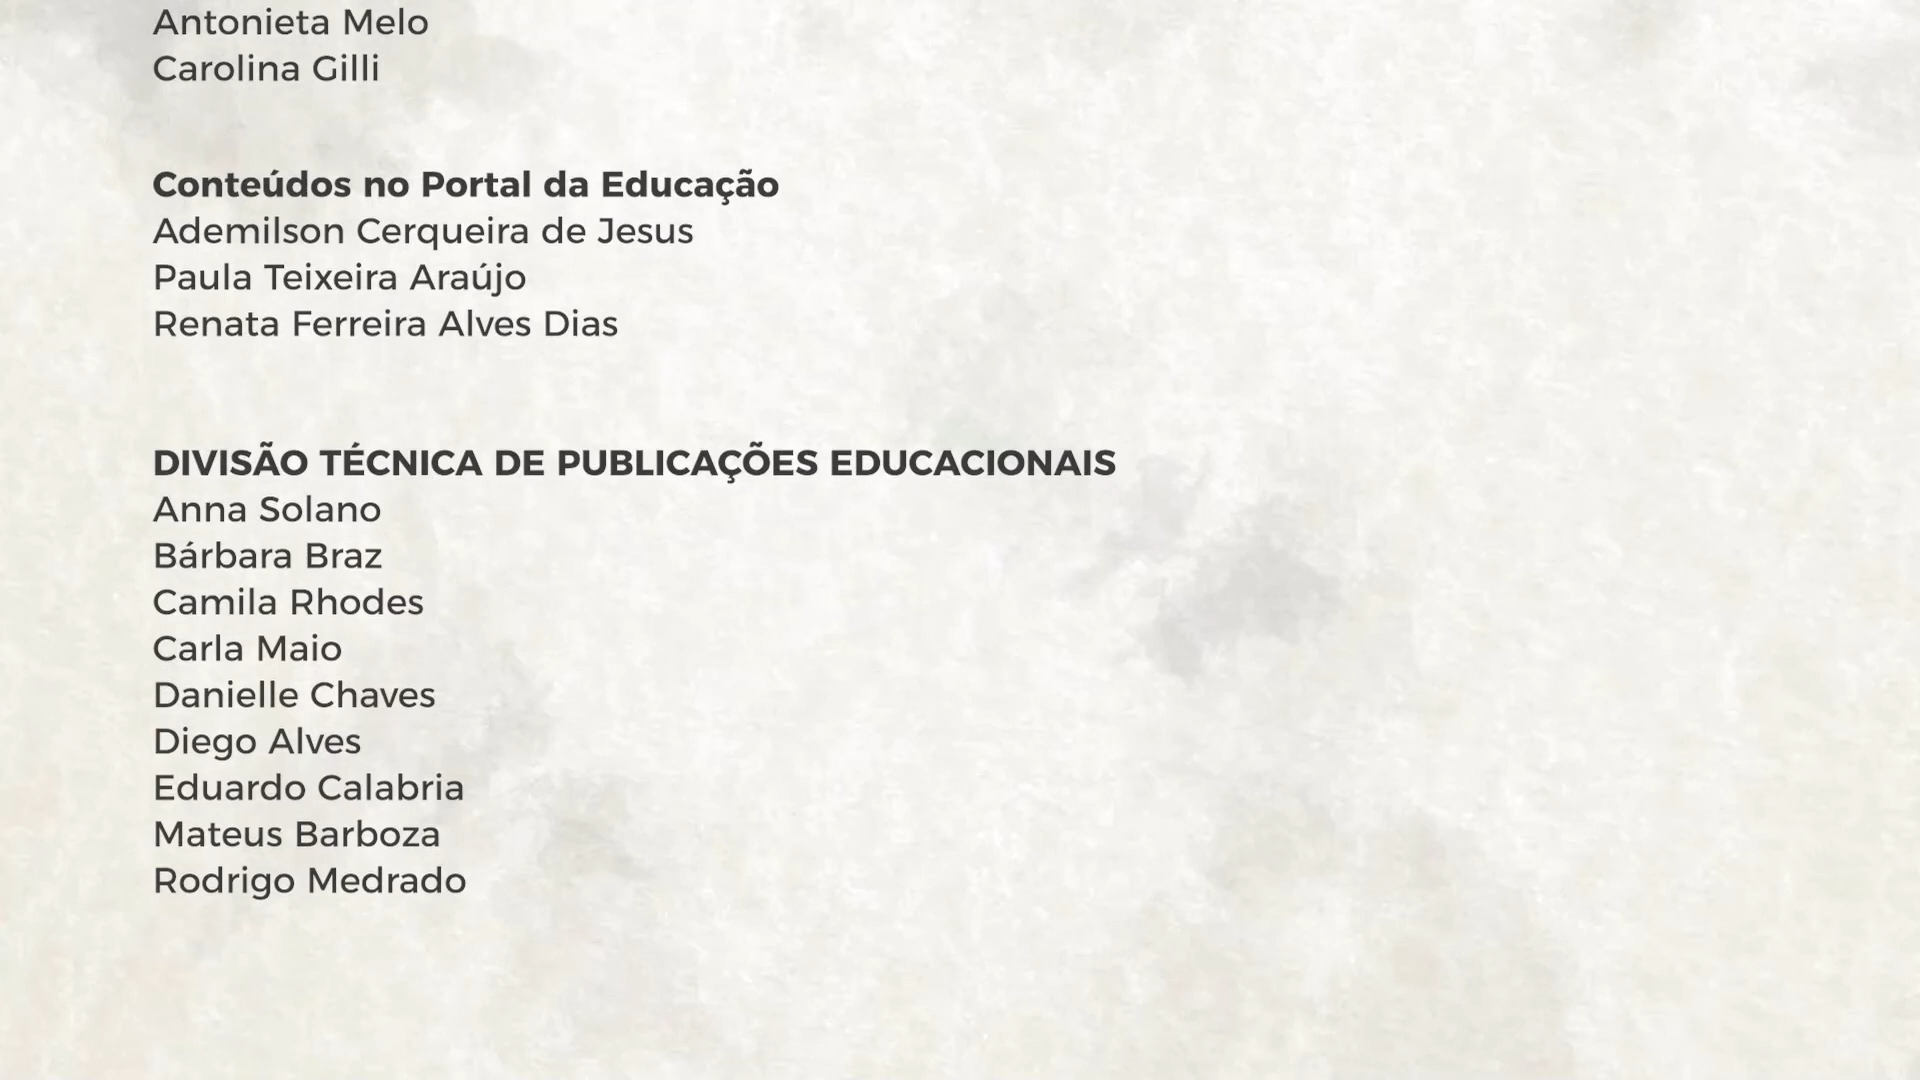 Antonieta Melo
Carolina Gilli
Conteúdos no Portal da Educação
Ademilson Cerqueira de Jesus
Paula Teixeira Araújo
Renata Ferreira Alves Dias
DIVISÃO TÉCNICA DE PUBLICAÇÕES EDUCACIONAIS
Anna Solano
Bárbara Braz
Camila Rhodes
Carla Maio
Danielle Chaves
Diego Alves
Eduardo Calabria
Mateus Barboza
Rodrigo Medrado